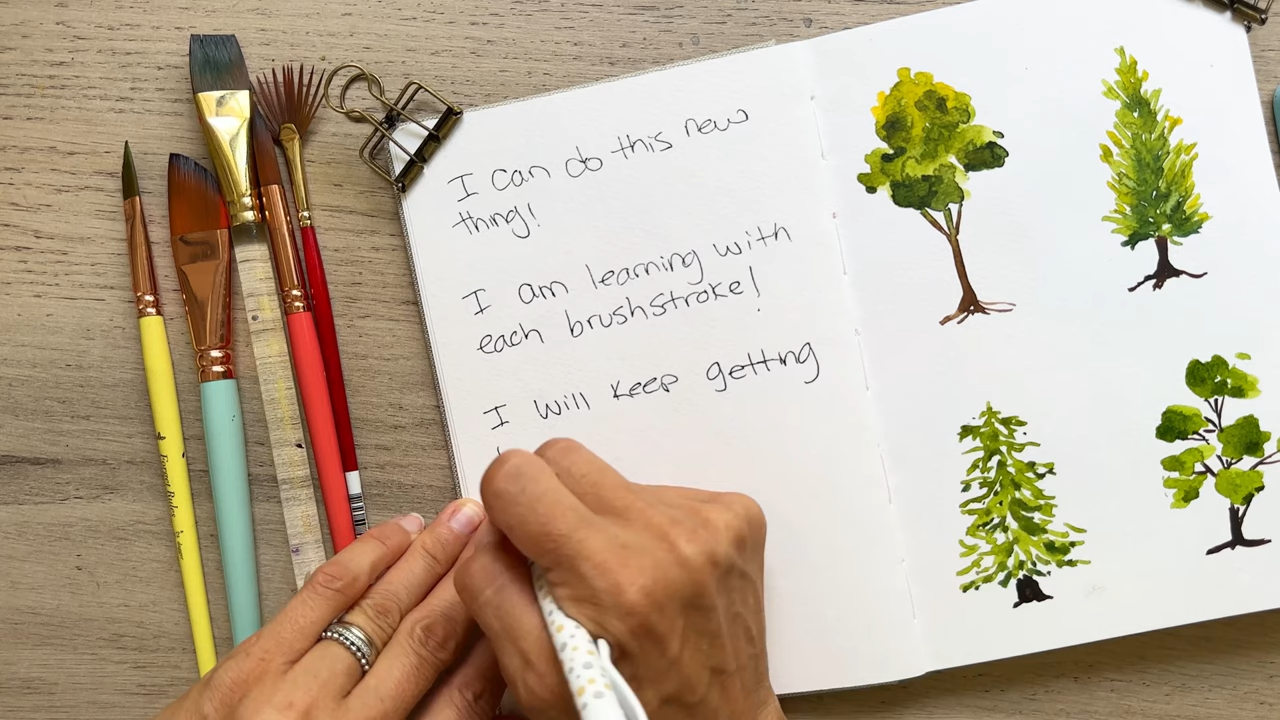 I can do this new
thing!
I am learning with
each brushstroke!
I will keep getting